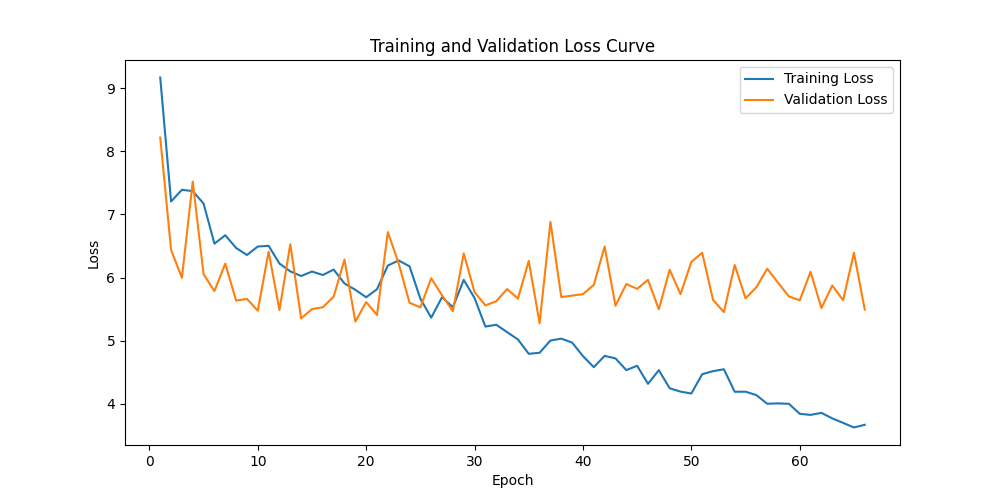 Training and Validation Loss Curve
Training Loss
Validation Loss
9
8
7
6
5
4
Loss
0 10 20 30 40 50 60
Epoch